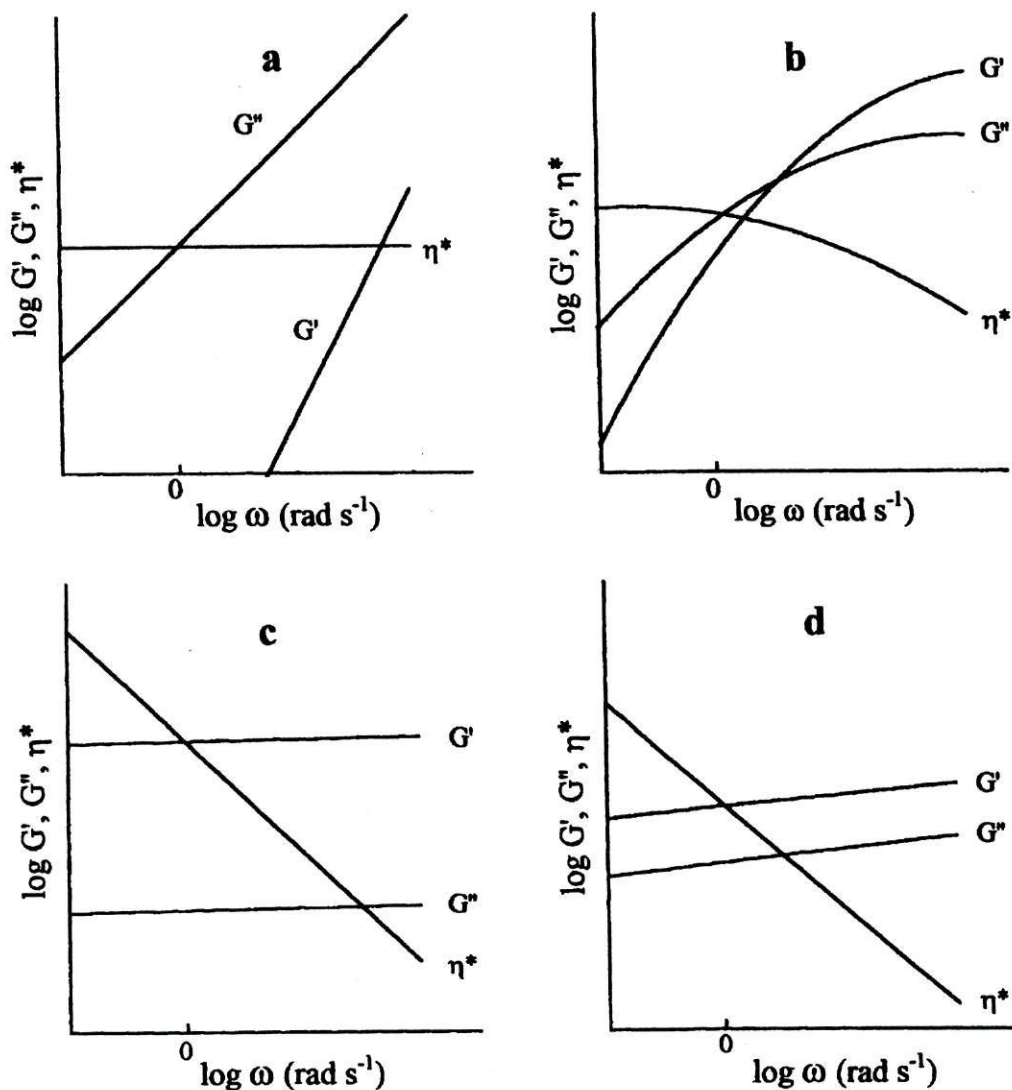 a
G"
η*
G'
log G', G", η*
0
log ω (rad s-1)
b
G'
G"
η*
log G', G", η*
0
log ω (rad s-1)
c
G'
G"
η*
log G', G", η*
0
log ω (rad s-1)
d
G'
G"
η*
log G', G", η*
0
log ω (rad s-1)